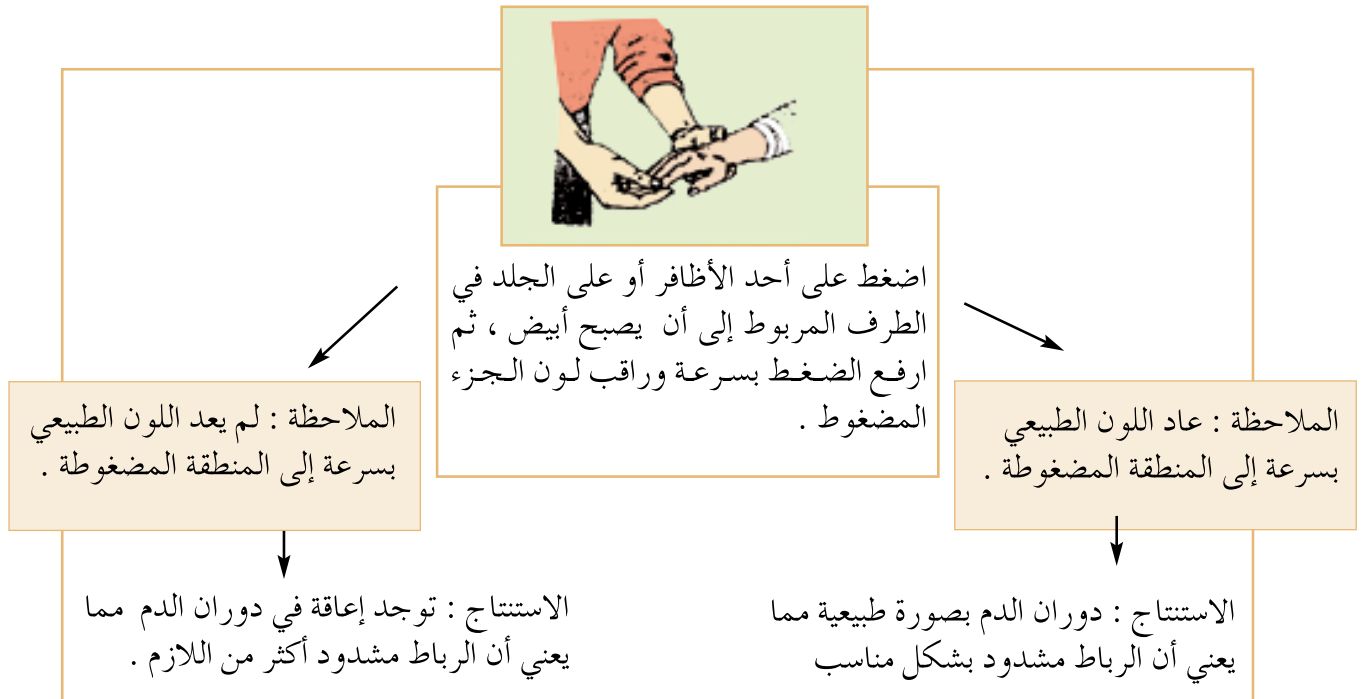 اضغط على أحد الأظافر أو على الجلد في
الطرف المربوط إلى أن يصبح أبيض ، ثم
ارفع الضغط بسرعة وراقب لون الجزء
المضغوط .
الملاحظة : عاد اللون الطبيعي
بسرعة إلى المنطقة المضغوطة .
الملاحظة : لم يعد اللون الطبيعي
بسرعة إلى المنطقة المضغوطة .
الاستنتاج : دوران الدم بصورة طبيعية مما
يعني أن الرباط مشدود بشكل مناسب
الاستنتاج : توجد إعاقة في دوران الدم مما
يعني أن الرباط مشدود أكثر من اللازم .